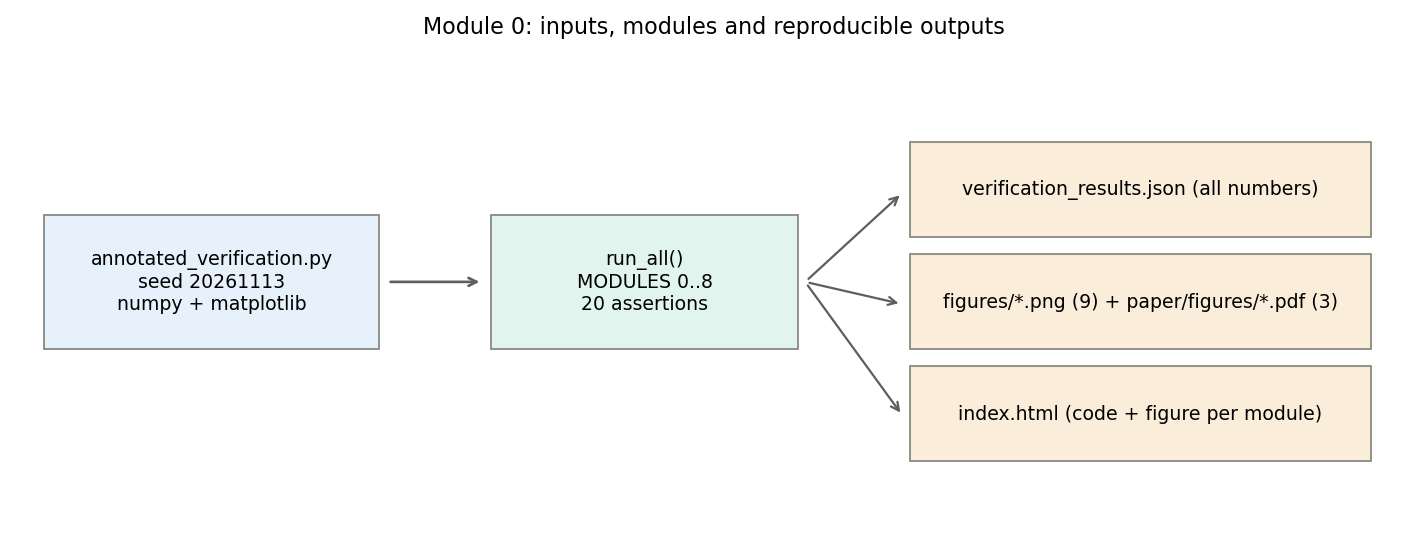 Module 0: inputs, modules and reproducible outputs
annotated_verification.py
seed 20261113
numpy + matplotlib
run_all()
MODULES 0..8
20 assertions
verification_results.json (all numbers)
figures/*.png (9) + paper/figures/*.pdf (3)
index.html (code + figure per module)